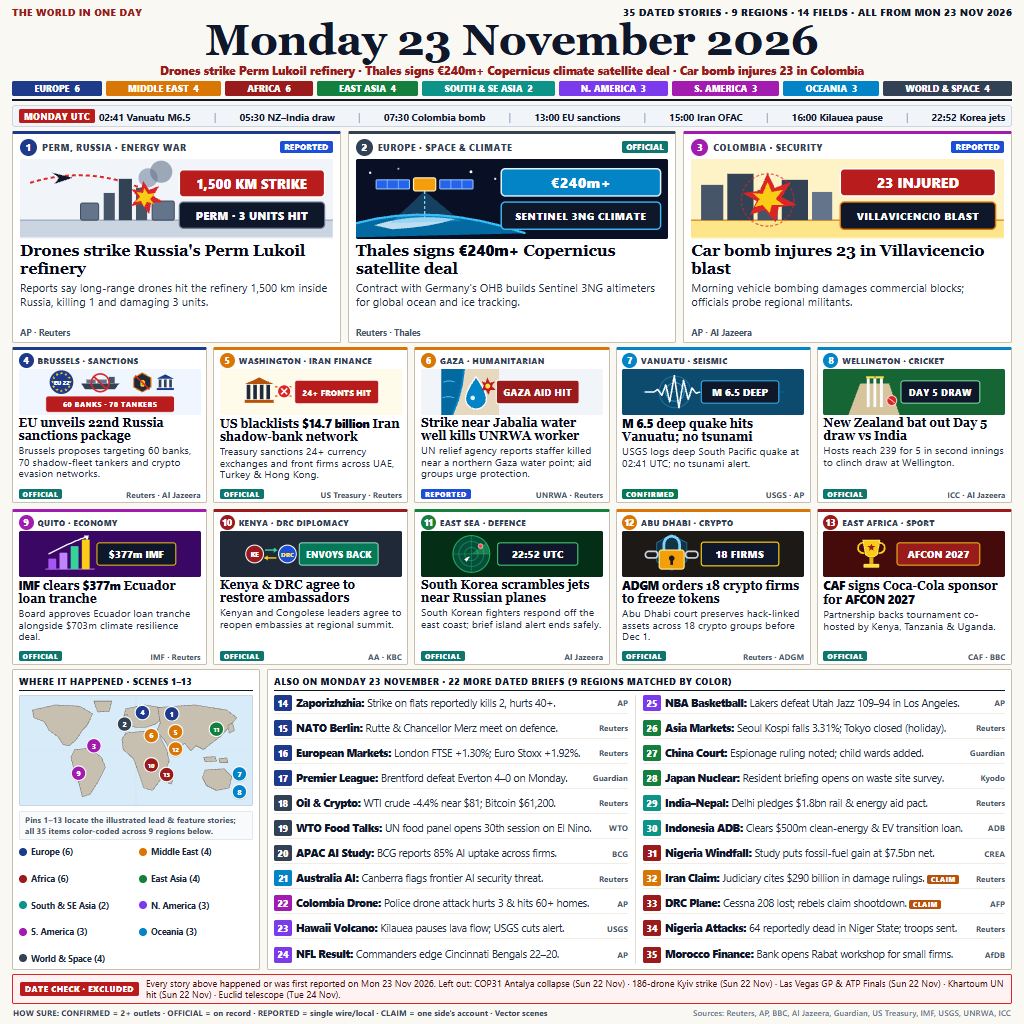 THE WORLD IN ONE DAY
35 DATED STORIES • 9 REGIONS • 14 FIELDS • ALL FROM MON 23 NOV 2026
Monday 23 November 2026
Drones strike Perm Lukoil refinery · Thales signs €240m+ Copernicus climate satellite deal · Car bomb injures 23 in Colombia
EUROPE 6
MIDDLE EAST 4
AFRICA 6
EAST ASIA 4
SOUTH & SE ASIA 2
N. AMERICA 3
S. AMERICA 3
OCEANIA 3
WORLD & SPACE 4
MONDAY UTC
02:41 Vanuatu M6.5 | 05:30 NZ–India draw | 07:30 Colombia bomb | 13:00 EU sanctions | 15:00 Iran OFAC | 16:00 Kilauea pause | 22:52 Korea jets
1 PERM, RUSSIA · ENERGY WAR
REPORTED
1,500 KM STRIKE
PERM · 3 UNITS HIT
Drones strike Russia's Perm Lukoil
refinery
Reports say long-range drones hit the refinery 1,500 km inside
Russia, killing 1 and damaging 3 units.
AP · Reuters
2 EUROPE · SPACE & CLIMATE
OFFICIAL
€240m+
SENTINEL 3NG CLIMATE
Thales signs €240m+ Copernicus
satellite deal
Contract with Germany's OHB builds Sentinel 3NG altimeters
for global ocean and ice tracking.
Reuters · Thales
3 COLOMBIA · SECURITY
REPORTED
23 INJURED
VILLAVICENCIO BLAST
Car bomb injures 23 in Villavicencio
blast
Morning vehicle bombing damages commercial blocks;
officials probe regional militants.
AP · Al Jazeera
4 BRUSSELS · SANCTIONS
EU 22
60 BANKS · 70 TANKERS
EU unveils 22nd Russia
sanctions package
Brussels proposes targeting 60 banks,
70 shadow-fleet tankers and crypto
evasion networks.
OFFICIAL
Reuters · Al Jazeera
5 WASHINGTON · IRAN FINANCE
24+ FRONTS HIT
US blacklists $14.7 billion Iran
shadow-bank network
Treasury sanctions 24+ currency
exchanges and front firms across UAE,
Turkey & Hong Kong.
OFFICIAL
US Treasury · Reuters
6 GAZA · HUMANITARIAN
GAZA AID HIT
Strike near Jabalia water
well kills UNRWA worker
UN relief agency reports staffer killed
near a northern Gaza water point; aid
groups urge protection.
REPORTED
UNRWA · Reuters
7 VANUATU · SEISMIC
M 6.5 DEEP
M 6.5 deep quake hits
Vanuatu; no tsunami
USGS logs deep South Pacific quake at
02:41 UTC; no tsunami alert.
CONFIRMED
USGS · AP
8 WELLINGTON · CRICKET
DAY 5 DRAW
New Zealand bat out Day 5
draw vs India
Hosts reach 239 for 5 in second innings
to clinch draw at Wellington.
OFFICIAL
ICC · Al Jazeera
9 QUITO · ECONOMY
$377m IMF
IMF clears $377m Ecuador
loan tranche
Board approves Ecuador loan tranche
alongside $703m climate resilience
deal.
OFFICIAL
IMF · Reuters
10 KENYA · DRC DIPLOMACY
KE
DRC
ENVOYS BACK
Kenya & DRC agree to
restore ambassadors
Kenyan and Congolese leaders agree to
reopen embassies at regional summit.
OFFICIAL
AA · KBC
11 EAST SEA · DEFENCE
22:52 UTC
South Korea scrambles jets
near Russian planes
South Korean fighters respond off the
east coast; brief island alert ends safely.
OFFICIAL
Al Jazeera
12 ABU DHABI · CRYPTO
18 FIRMS
ADGM orders 18 crypto firms
to freeze tokens
Abu Dhabi court preserves hack-linked
assets across 18 crypto groups before
Dec 1.
OFFICIAL
Reuters · ADGM
13 EAST AFRICA · SPORT
AFCON 2027
CAF signs Coca-Cola sponsor
for AFCON 2027
Partnership backs tournament co-
hosted by Kenya, Tanzania & Uganda.
OFFICIAL
CAF · BBC
WHERE IT HAPPENED · SCENES 1–13
4
1
2
6
5
11
3
12
10
9
13
7
8
Pins 1–13 locate the illustrated lead & feature stories;
all 35 items color-coded across 9 regions below.
Europe (6)
Middle East (4)
Africa (6)
East Asia (4)
South & SE Asia (2)
N. America (3)
S. America (3)
Oceania (3)
World & Space (4)
ALSO ON MONDAY 23 NOVEMBER · 22 MORE DATED BRIEFS (9 REGIONS MATCHED BY COLOR)
14 Zaporizhzhia: Strike on flats reportedly kills 2, hurts 40+. AP
15 NATO Berlin: Rutte & Chancellor Merz meet on defence. Reuters
16 European Markets: London FTSE +1.30%; Euro Stoxx +1.92%. Reuters
17 Premier League: Brentford defeat Everton 4–0 on Monday. Guardian
18 Oil & Crypto: WTI crude -4.4% near $81; Bitcoin $61,200. Reuters
19 WTO Food Talks: UN food panel opens 30th session on El Nino. WTO
20 APAC AI Study: BCG reports 85% AI uptake across firms. BCG
21 Australia AI: Canberra flags frontier AI security threat. Reuters
22 Colombia Drone: Police drone attack hurts 3 & hits 60+ homes. AP
23 Hawaii Volcano: Kilauea pauses lava flow; USGS cuts alert. USGS
24 NFL Result: Commanders edge Cincinnati Bengals 22–20. AP
25 NBA Basketball: Lakers defeat Utah Jazz 109–94 in Los Angeles. AP
26 Asia Markets: Seoul Kospi falls 3.31%; Tokyo closed (holiday). Reuters
27 China Court: Espionage ruling noted; child wards added. Guardian
28 Japan Nuclear: Resident briefing opens on waste site survey. Kyodo
29 India–Nepal: Delhi pledges $1.8bn rail & energy aid pact. Reuters
30 Indonesia ADB: Clears $500m clean-energy & EV transition loan. ADB
31 Nigeria Windfall: Study puts fossil-fuel gain at $7.5bn net. CREA
32 Iran Claim: Judiciary cites $290 billion in damage rulings. CLAIM Reuters
33 DRC Plane: Cessna 208 lost; rebels claim shootdown. CLAIM AFP
34 Nigeria Attacks: 64 reportedly dead in Niger State; troops sent. Reuters
35 Morocco Finance: Bank opens Rabat workshop for small firms. AfDB
DATE CHECK · EXCLUDED
Every story above happened or was first reported on Mon 23 Nov 2026. Left out: COP31 Antalya collapse (Sun 22 Nov) · 186-drone Kyiv strike (Sun 22 Nov) · Las Vegas GP & ATP Finals (Sun 22 Nov) · Khartoum UN
hit (Sun 22 Nov) · Euclid telescope (Tue 24 Nov).
HOW SURE: CONFIRMED = 2+ outlets · OFFICIAL = on record · REPORTED = single wire/local · CLAIM = one side's account · Vector scenes
Sources: Reuters, AP, BBC, Al Jazeera, Guardian, US Treasury, IMF, USGS, UNRWA, ICC